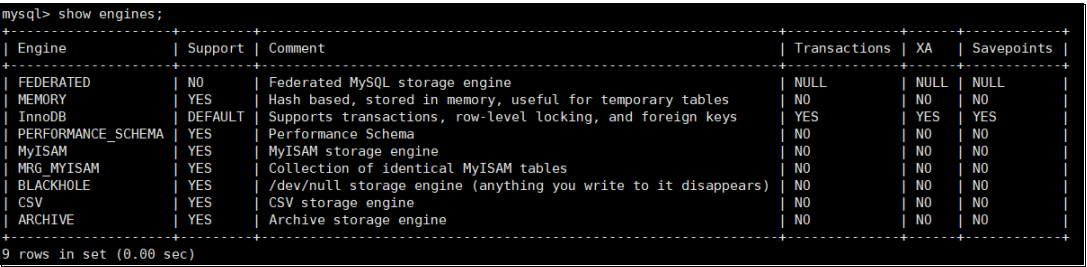 mysql> show engines;
+--------------------+---------+----------------------------------------------------------------+--------------+------+------------+
| Engine             | Support | Comment                                                        | Transactions | XA   | Savepoints |
+--------------------+---------+----------------------------------------------------------------+--------------+------+------------+
| FEDERATED          | NO      | Federated MySQL storage engine                                 | NULL         | NULL | NULL       |
| MEMORY             | YES     | Hash based, stored in memory, useful for temporary tables      | NO           | NO   | NO         |
| InnoDB             | DEFAULT | Supports transactions, row-level locking, and foreign keys     | YES          | YES  | YES        |
| PERFORMANCE_SCHEMA | YES     | Performance Schema                                             | NO           | NO   | NO         |
| MyISAM             | YES     | MyISAM storage engine                                          | NO           | NO   | NO         |
| MRG_MYISAM         | YES     | Collection of identical MyISAM tables                          | NO           | NO   | NO         |
| BLACKHOLE          | YES     | /dev/null storage engine (anything you write to it disappears) | NO           | NO   | NO         |
| CSV                | YES     | CSV storage engine                                             | NO           | NO   | NO         |
| ARCHIVE            | YES     | Archive storage engine                                         | NO           | NO   | NO         |
+--------------------+---------+----------------------------------------------------------------+--------------+------+------------+
9 rows in set (0.00 sec)